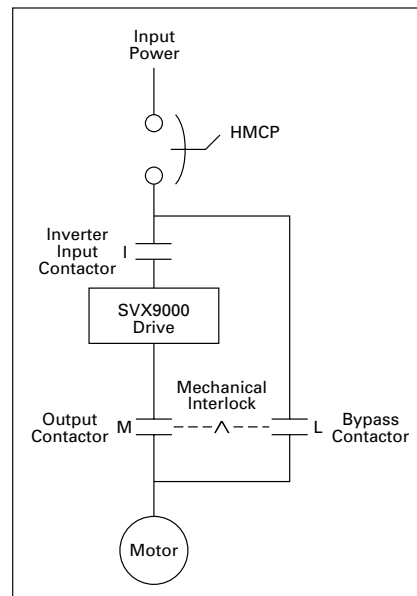 Input
Power
HMCP
Inverter
Input
Contactor
I
SVX9000
Drive
Mechanical
Interlock
Output
Contactor
M
L
Bypass
Contactor
Motor